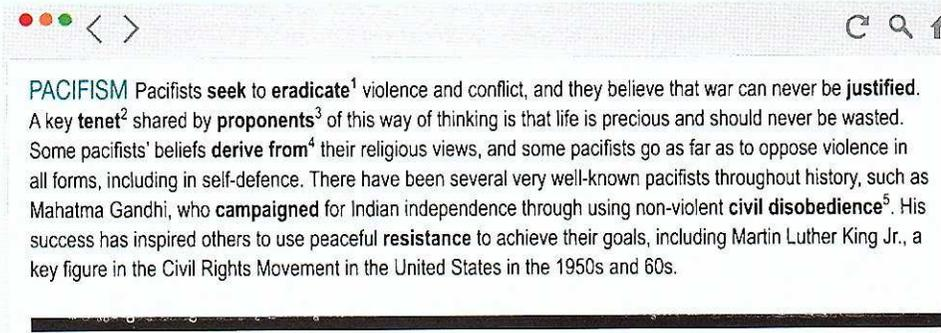 PACIFISM Pacifists seek to eradicate¹ violence and conflict, and they believe that war can never be justified.
A key tenet² shared by proponents³ of this way of thinking is that life is precious and should never be wasted.
Some pacifists' beliefs derive from⁴ their religious views, and some pacifists go as far as to oppose violence in
all forms, including in self-defence. There have been several very well-known pacifists throughout history, such as
Mahatma Gandhi, who campaigned for Indian independence through using non-violent civil disobedience⁵. His
success has inspired others to use peaceful resistance to achieve their goals, including Martin Luther King Jr., a
key figure in the Civil Rights Movement in the United States in the 1950s and 60s.